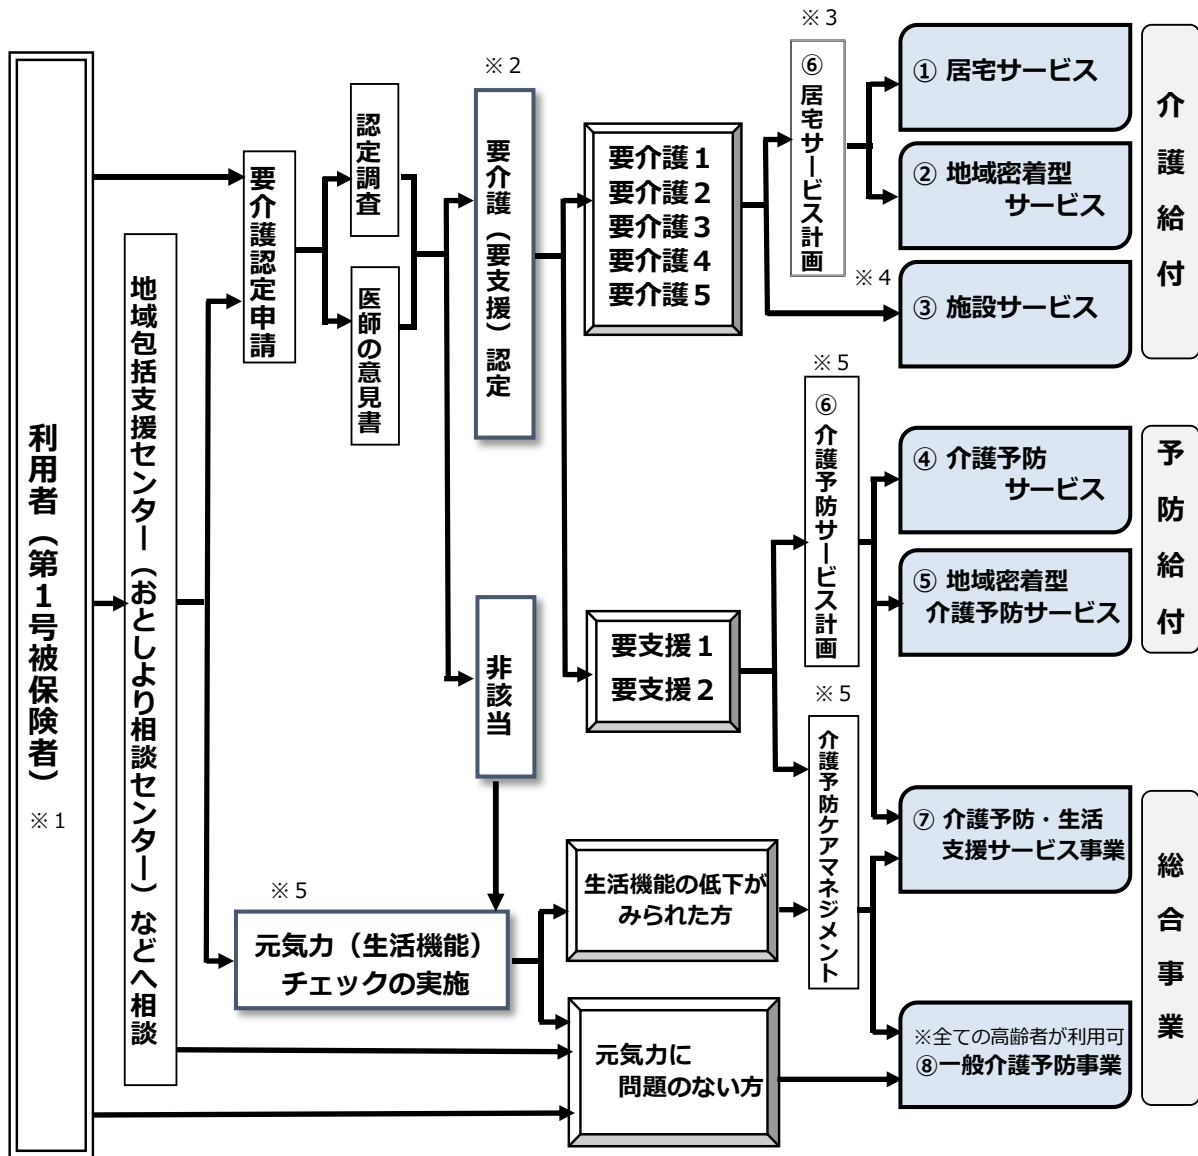 利用者（第１号被保険者）
※１
地域包括支援センター（おとしより相談センター）などへ相談
要介護認定申請
認定調査
医師の意見書
※２
要介護（要支援）認定
非該当
※５
元気力（生活機能）
チェックの実施
要介護１
要介護２
要介護３
要介護４
要介護５
要支援１
要支援２
生活機能の低下が
みられた方
元気力に
問題のない方
※３
⑥ 居宅サービス計画
※４
※５
⑥ 介護予防サービス計画
※５
介護予防ケアマネジメント
① 居宅サービス
② 地域密着型
サービス
③ 施設サービス
介護給付
④ 介護予防
サービス
⑤ 地域密着型
介護予防サービス
予防給付
⑦ 介護予防・生活
支援サービス事業
※全ての高齢者が利用可
⑧一般介護予防事業
総合事業